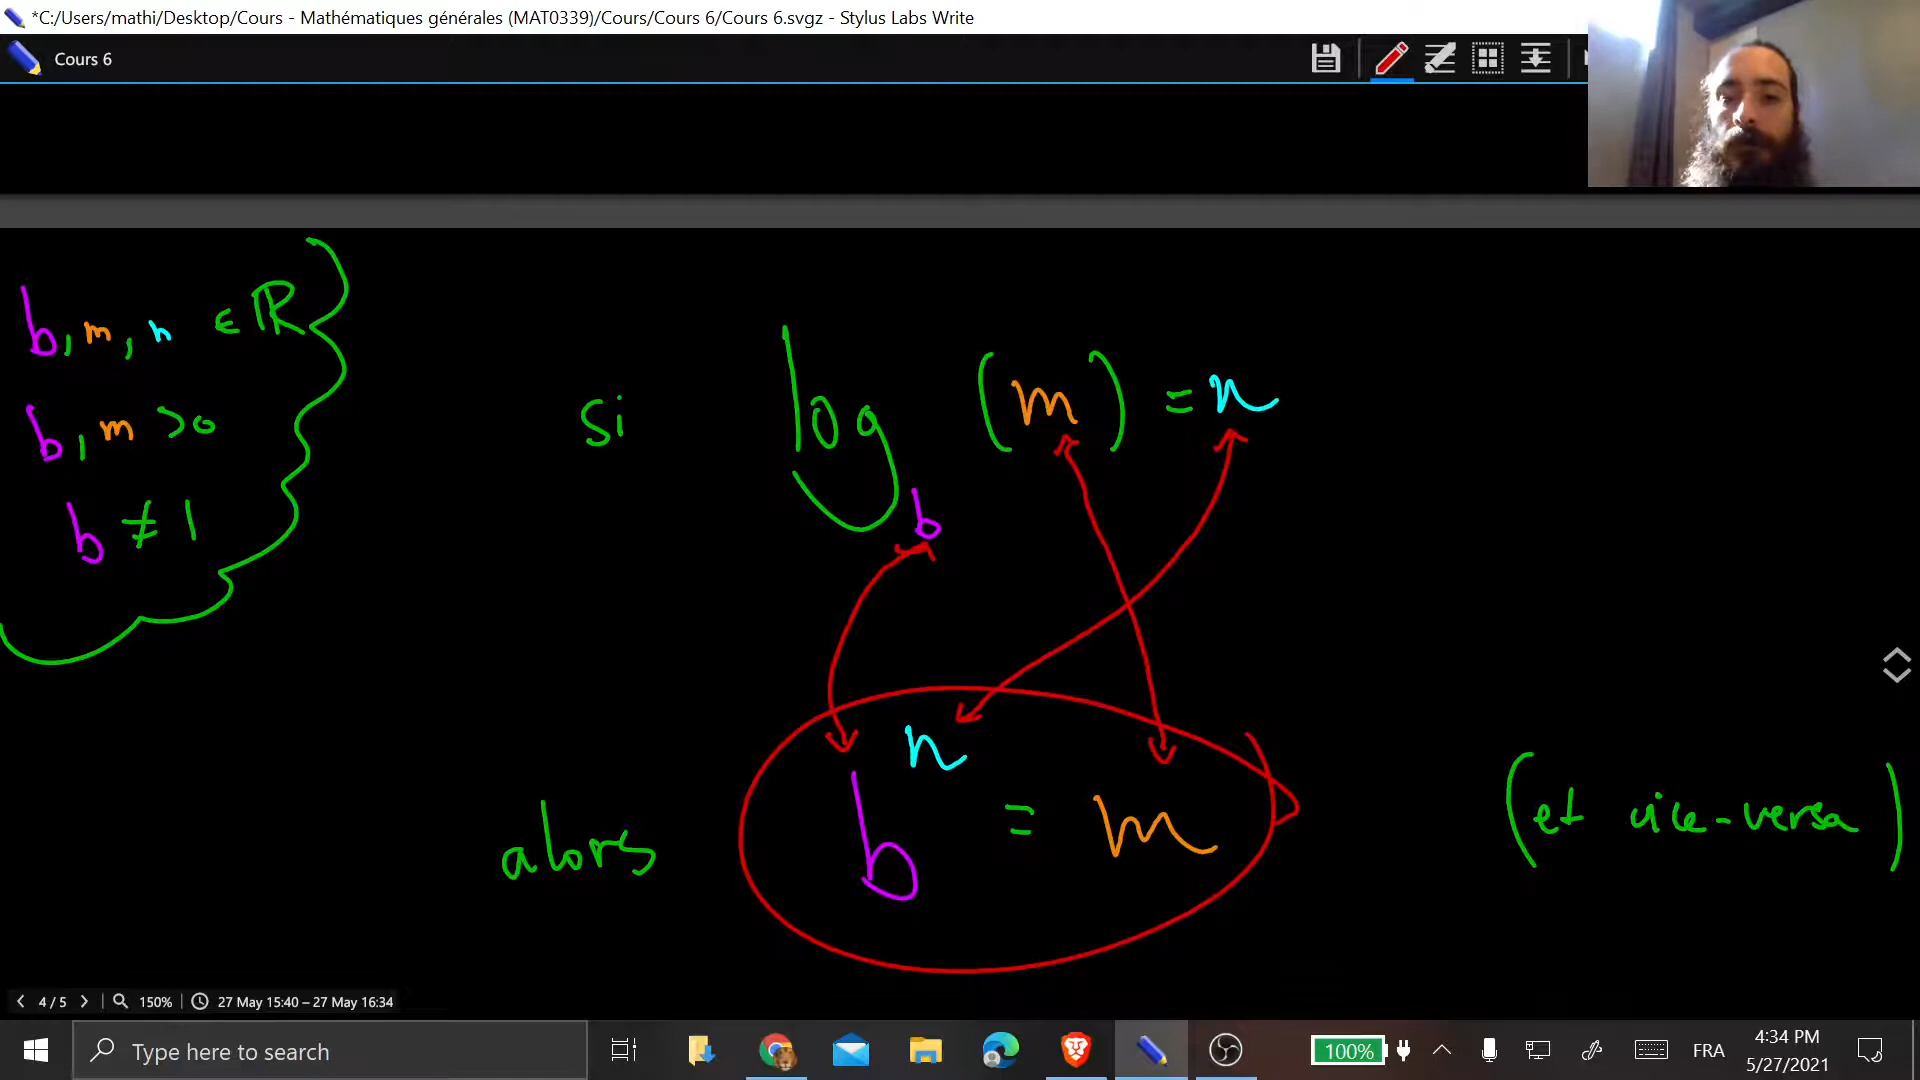 *C:/Users/mathi/Desktop/Cours - Mathématiques générales (MAT0339)/Cours/Cours 6/Cours 6.svgz - Stylus Labs Write
Cours 6
b, m, n ∈ ℝ
b, m > 0
b ≠ 1
si log_b (m) = n
alors b^n = m (et vice-versa)
4 / 5 150% 27 May 15:40 – 27 May 16:34
Type here to search
100% FRA
4:34 PM
5/27/2021